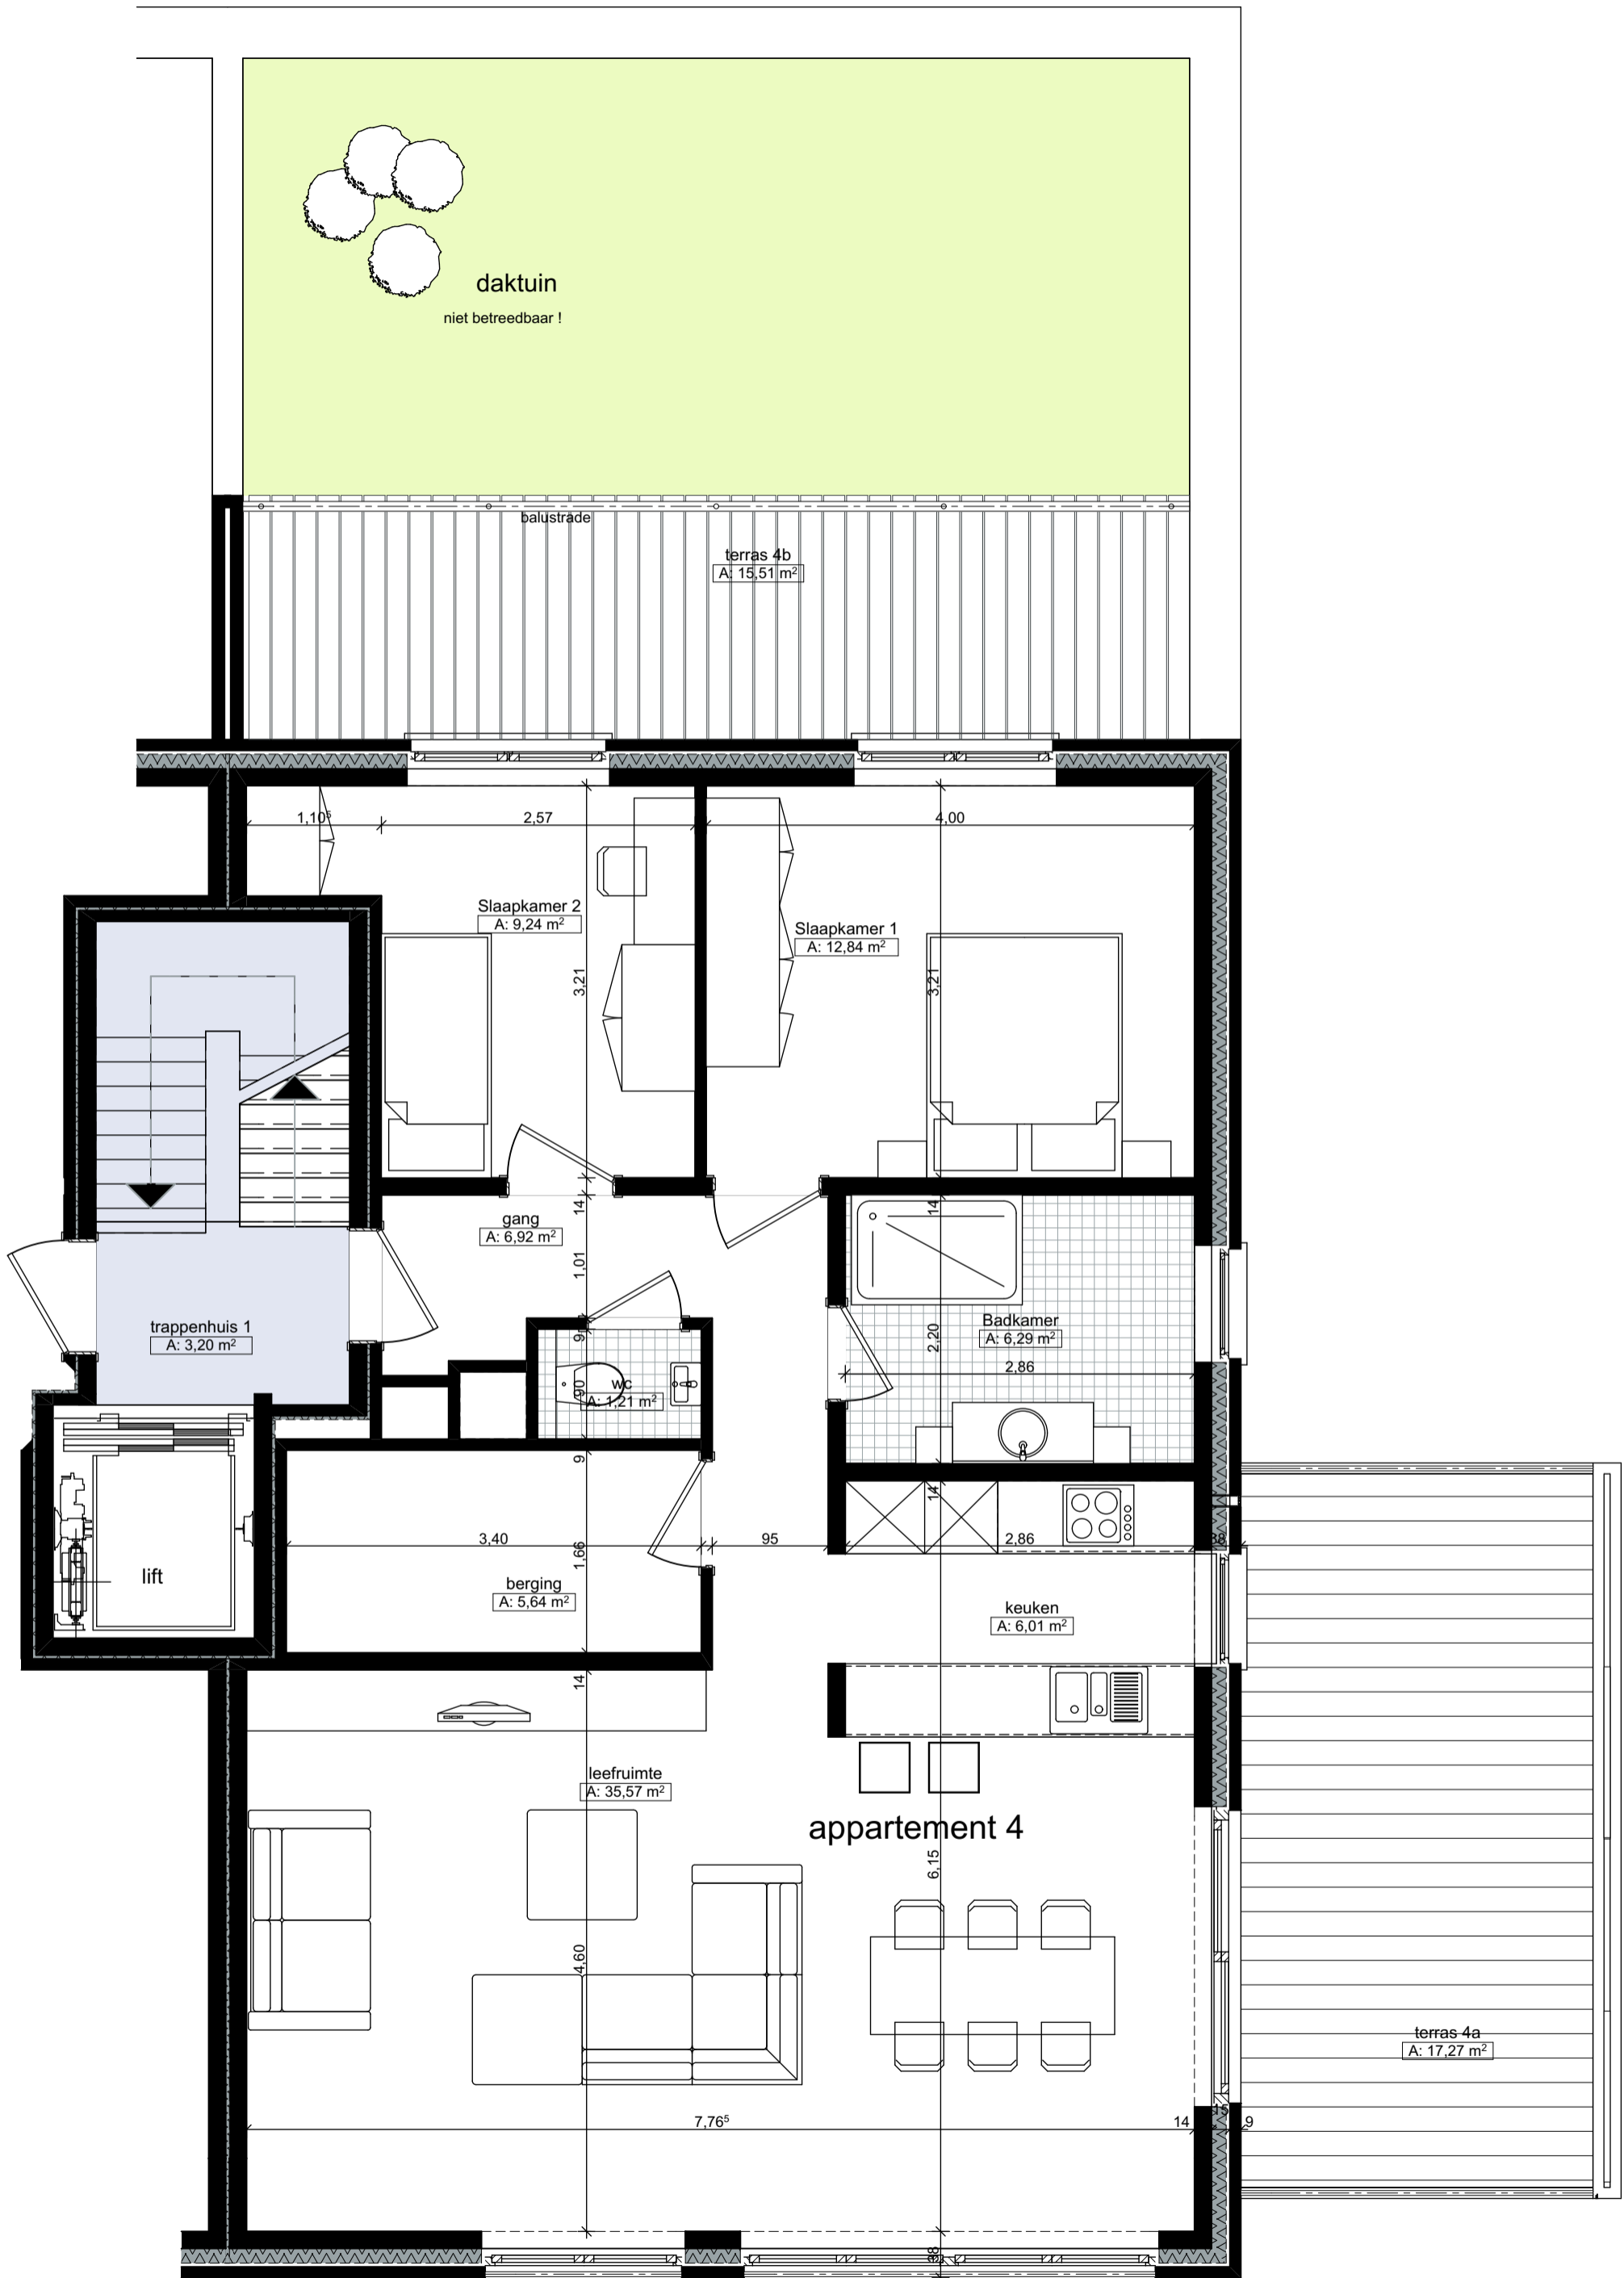 daktuin
niet betreedbaar !
balustrade
terras 4b
A: 15,51 m²
1,10⁵
2,57
4,00
Slaapkamer 2
A: 9,24 m²
Slaapkamer 1
A: 12,84 m²
3,21
3,21
14
14
gang
A: 6,92 m²
1,01
trappenhuis 1
A: 3,20 m²
9
Badkamer
A: 6,29 m²
2,20
2,86
wc
A: 1,21 m²
90
9
14
3,40
95
2,86
38
1,66
lift
berging
A: 5,64 m²
keuken
A: 6,01 m²
14
leefruimte
A: 35,57 m²
appartement 4
6,15
4,60
terras 4a
A: 17,27 m²
7,76⁵
14
15
9
38